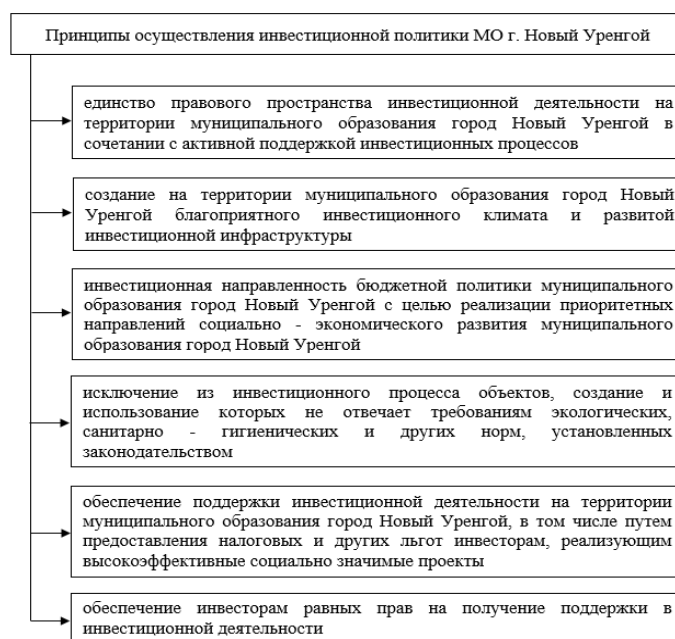 Принципы осуществления инвестиционной политики МО г. Новый Уренгой
единство правового пространства инвестиционной деятельности на
территории муниципального образования город Новый Уренгой в
сочетании с активной поддержкой инвестиционных процессов
создание на территории муниципального образования город Новый
Уренгой благоприятного инвестиционного климата и развитой
инвестиционной инфраструктуры
инвестиционная направленность бюджетной политики муниципального
образования город Новый Уренгой с целью реализации приоритетных
направлений социально - экономического развития муниципального
образования город Новый Уренгой
исключение из инвестиционного процесса объектов, создание и
использование которых не отвечает требованиям экологических,
санитарно - гигиенических и других норм, установленных
законодательством
обеспечение поддержки инвестиционной деятельности на территории
муниципального образования город Новый Уренгой, в том числе путем
предоставления налоговых и других льгот инвесторам, реализующим
высокоэффективные социально значимые проекты
обеспечение инвесторам равных прав на получение поддержки в
инвестиционной деятельности